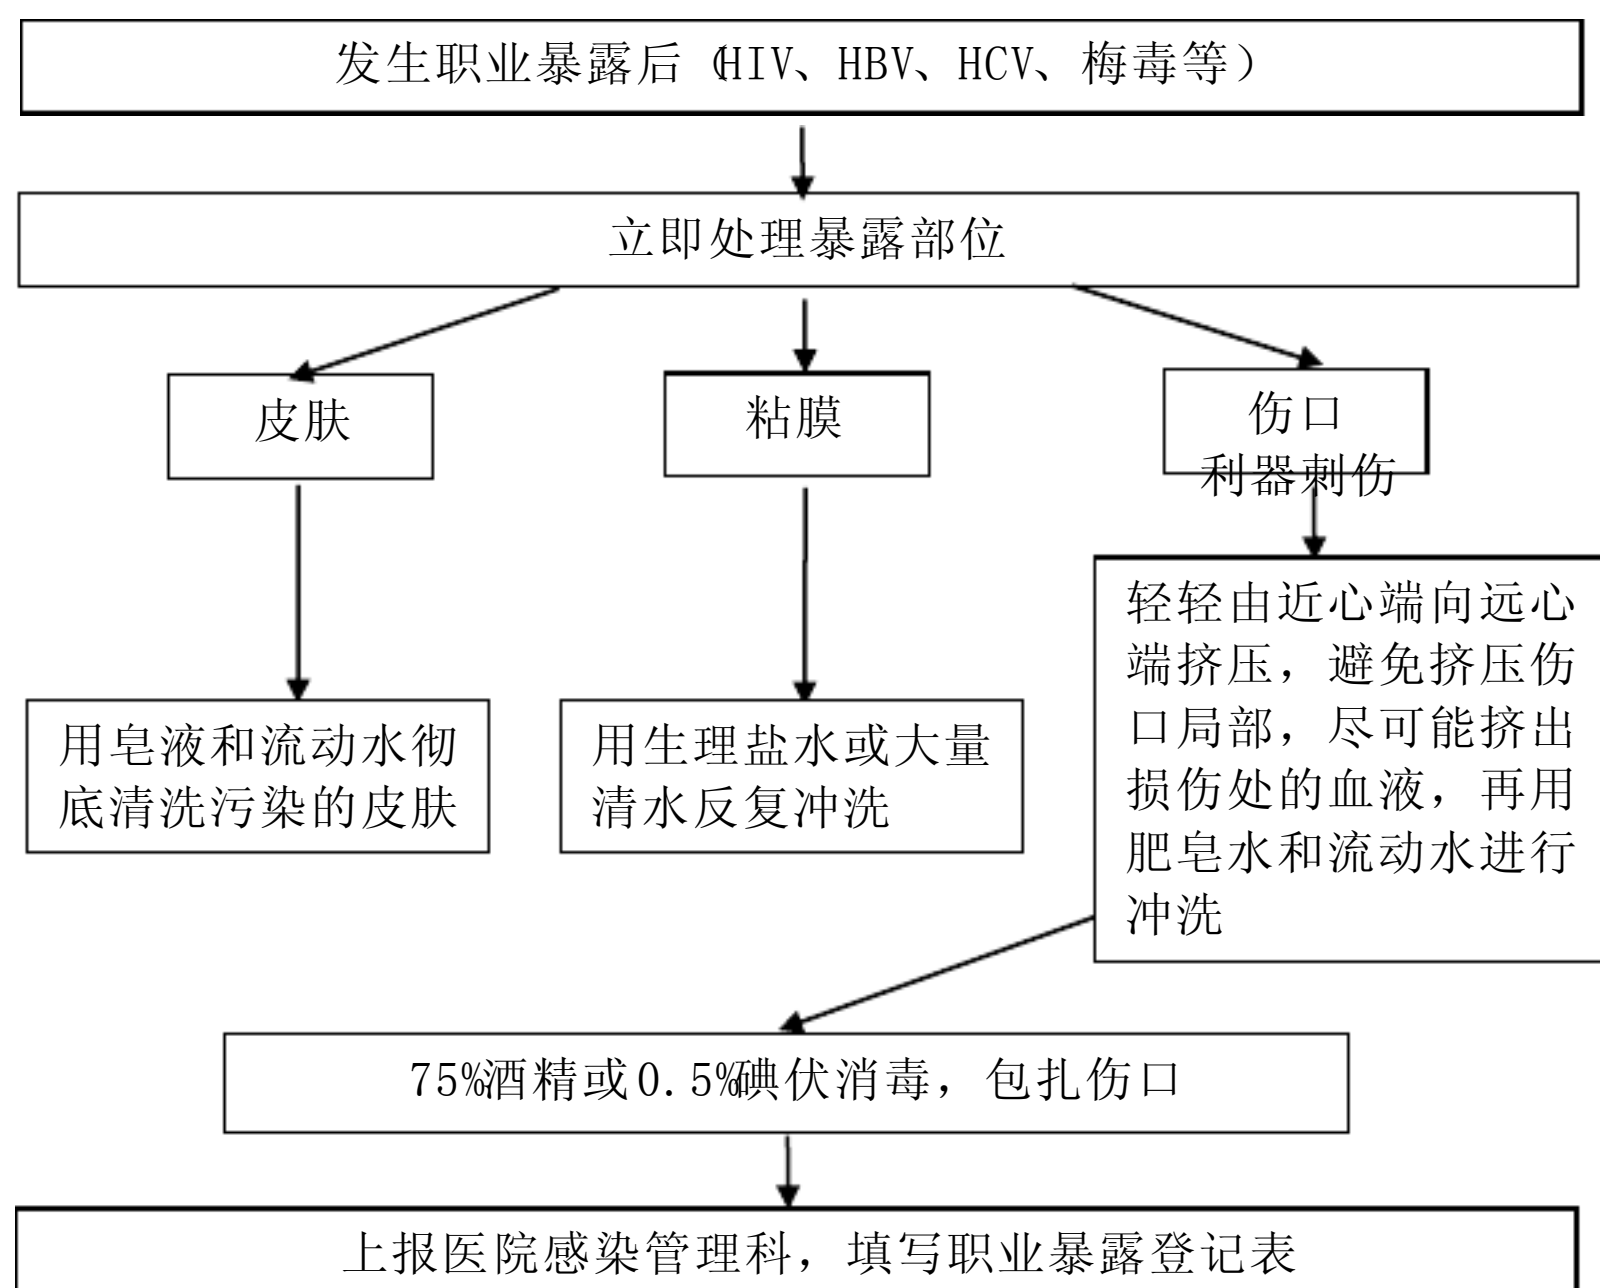 发生职业暴露后（HIV、HBV、HCV、梅毒等）
立即处理暴露部位
皮肤
粘膜
伤口
利器刺伤
用皂液和流动水彻
底清洗污染的皮肤
用生理盐水或大量
清水反复冲洗
轻轻由近心端向远心
端挤压，避免挤压伤
口局部，尽可能挤出
损伤处的血液，再用
肥皂水和流动水进行
冲洗
75%酒精或0.5%碘伏消毒，包扎伤口
上报医院感染管理科，填写职业暴露登记表